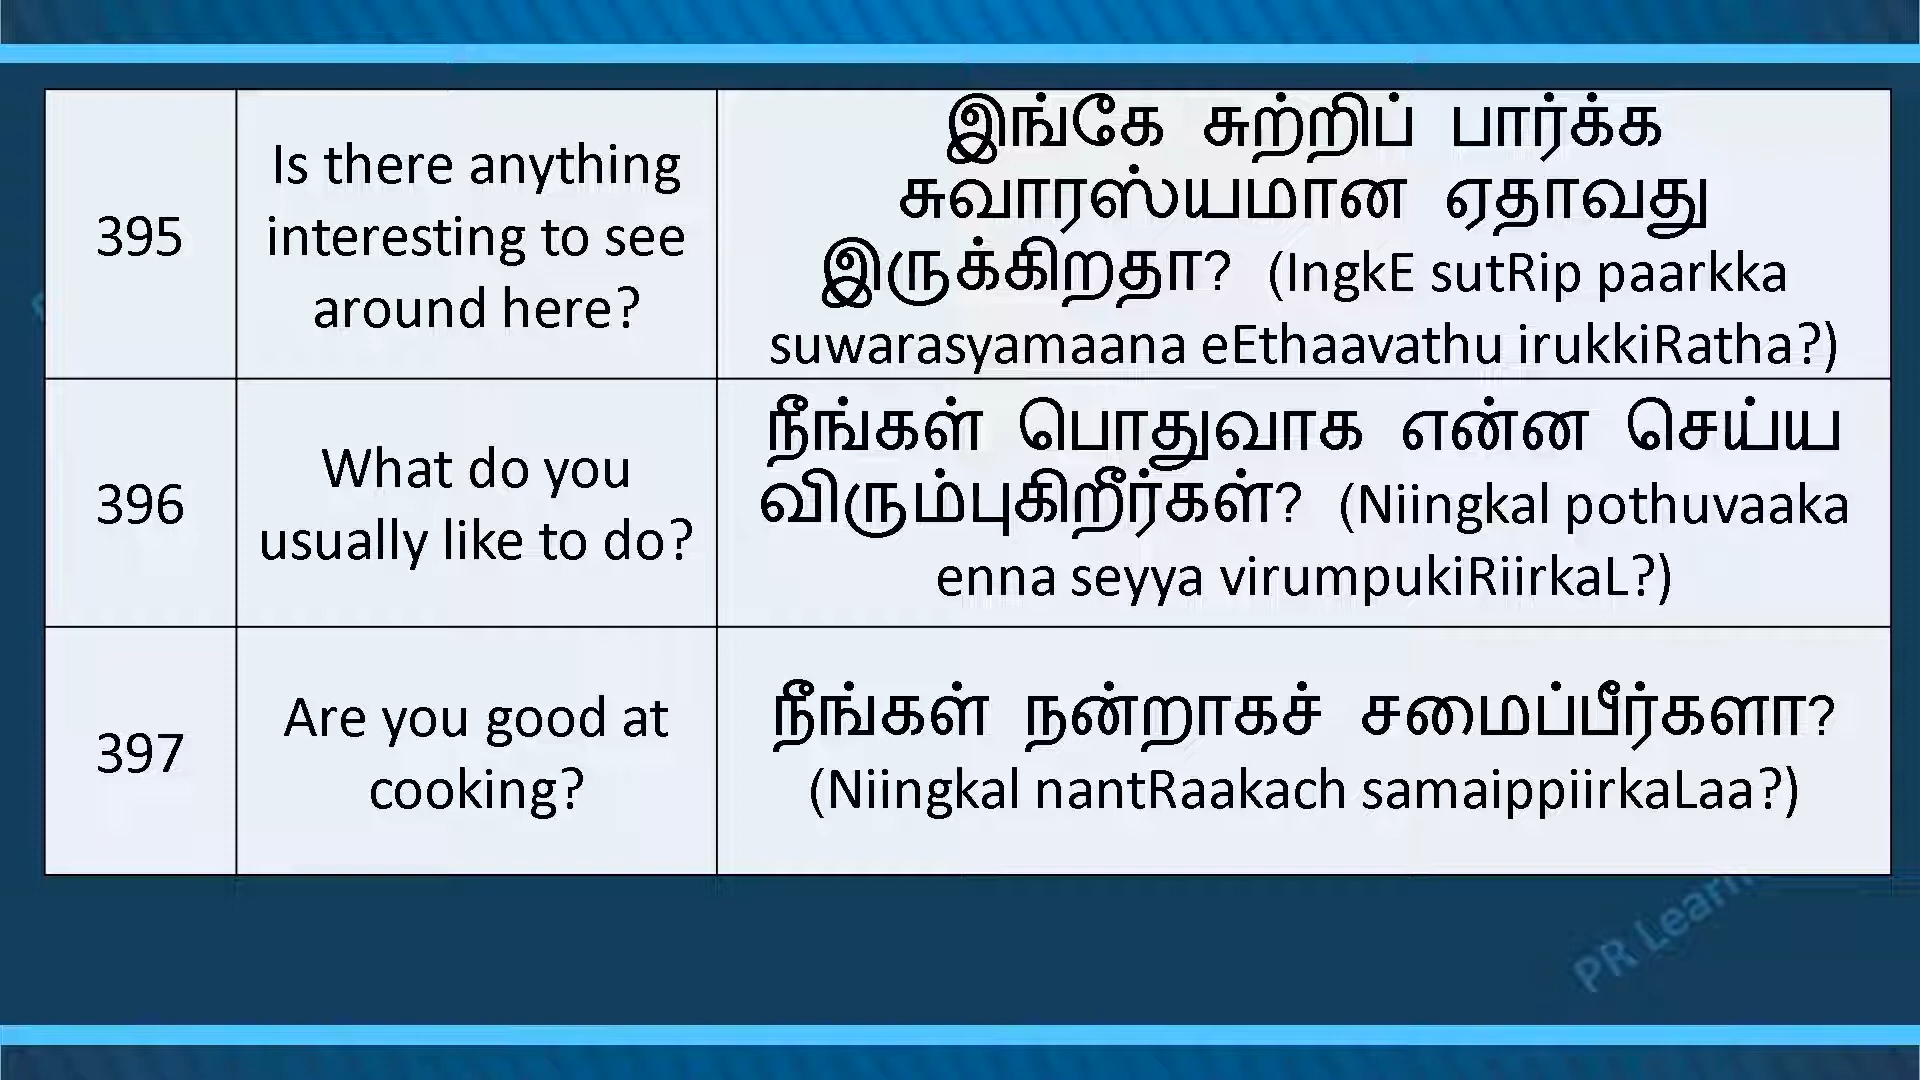 395
Is there anything
interesting to see
around here?
இங்கே சுற்றிப் பார்க்க
சுவாரஸ்யமான ஏதாவது
இருக்கிறதா? (IngkE sutRip paarkka
suwarasyamaana eEthaavathu irukkiRatha?)
396
What do you
usually like to do?
நீங்கள் பொதுவாக என்ன செய்ய
விரும்புகிறீர்கள்? (Niingkal pothuvaaka
enna seyya virumpukiRiirkaL?)
397
Are you good at
cooking?
நீங்கள் நன்றாகச் சமைப்பீர்களா?
(Niingkal nantRaakach samaippiirkaLaa?)
PR Learn